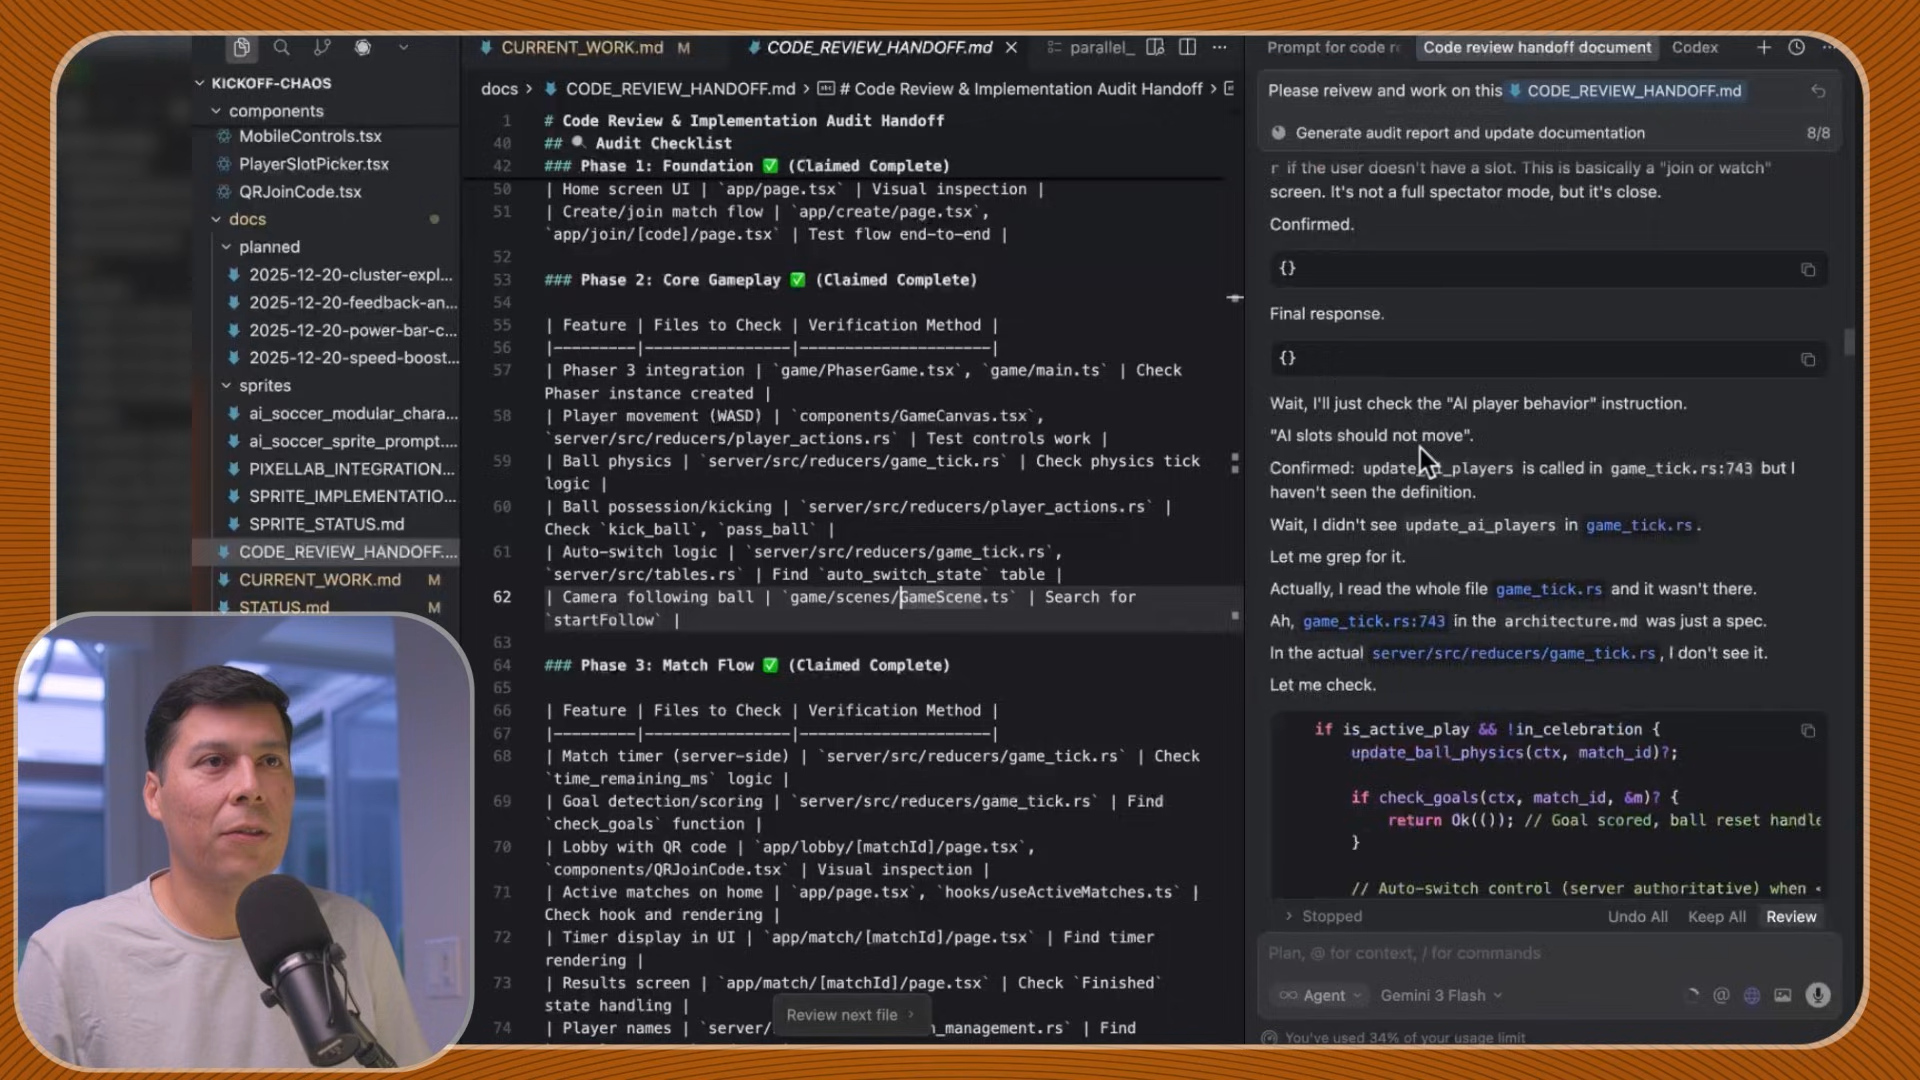 KICKOFF-CHAOS
components
MobileControls.tsx
PlayerSlotPicker.tsx
QRJoinCode.tsx
docs
planned
2025-12-20-cluster-expl...
2025-12-20-feedback-an...
2025-12-20-power-bar-c...
2025-12-20-speed-boost...
sprites
ai_soccer_modular_chara...
ai_soccer_sprite_prompt....
PIXELLAB_INTEGRATION...
SPRITE_IMPLEMENTATIO...
SPRITE_STATUS.md
CODE_REVIEW_HANDOFF....
CURRENT_WORK.md M
STATUS.md M
CURRENT_WORK.md M
CODE_REVIEW_HANDOFF.md
parallel_
docs > CODE_REVIEW_HANDOFF.md > # Code Review & Implementation Audit Handoff >
1 # Code Review & Implementation Audit Handoff
40 ## 🔍 Audit Checklist
42 ### Phase 1: Foundation ✅ (Claimed Complete)
50 | Home screen UI | `app/page.tsx` | Visual inspection |
51 | Create/join match flow | `app/create/page.tsx`,
`app/join/[code]/page.tsx` | Test flow end-to-end |
52
53 ### Phase 2: Core Gameplay ✅ (Claimed Complete)
54
55 | Feature | Files to Check | Verification Method |
56 |---------|----------------|---------------------|
57 | Phaser 3 integration | `game/PhaserGame.tsx`, `game/main.ts` | Check
Phaser instance created |
58 | Player movement (WASD) | `components/GameCanvas.tsx`,
`server/src/reducers/player_actions.rs` | Test controls work |
59 | Ball physics | `server/src/reducers/game_tick.rs` | Check physics tick
logic |
60 | Ball possession/kicking | `server/src/reducers/player_actions.rs` |
Check `kick_ball`, `pass_ball` |
61 | Auto-switch logic | `server/src/reducers/game_tick.rs`,
`server/src/tables.rs` | Find `auto_switch_state` table |
62 | Camera following ball | `game/scenes/GameScene.ts` | Search for
`startFollow` |
63
64 ### Phase 3: Match Flow ✅ (Claimed Complete)
65
66 | Feature | Files to Check | Verification Method |
67 |---------|----------------|---------------------|
68 | Match timer (server-side) | `server/src/reducers/game_tick.rs` | Check
`time_remaining_ms` logic |
69 | Goal detection/scoring | `server/src/reducers/game_tick.rs` | Find
`check_goals` function |
70 | Lobby with QR code | `app/lobby/[matchId]/page.tsx`,
`components/QRJoinCode.tsx` | Visual inspection |
71 | Active matches on home | `app/page.tsx`, `hooks/useActiveMatches.ts` |
Check hook and rendering |
72 | Timer display in UI | `app/match/[matchId]/page.tsx` | Find timer
rendering |
73 | Results screen | `app/match/[matchId]/page.tsx` | Check `Finished`
state handling |
74 | Player names | `server/ _management.rs` | Find
Review next file >
Prompt for code
Code review handoff document
Codex
Please reivew and work on this CODE_REVIEW_HANDOFF.md
Generate audit report and update documentation 8/8
r if the user doesn't have a slot. This is basically a "join or watch"
screen. It's not a full spectator mode, but it's close.
Confirmed.
{}
Final response.
{}
Wait, I'll just check the "AI player behavior" instruction.
"AI slots should not move".
Confirmed: update_ai_players is called in game_tick.rs:743 but I
haven't seen the definition.
Wait, I didn't see update_ai_players in game_tick.rs.
Let me grep for it.
Actually, I read the whole file game_tick.rs and it wasn't there.
Ah, game_tick.rs:743 in the architecture.md was just a spec.
In the actual server/src/reducers/game_tick.rs, I don't see it.
Let me check.
if is_active_play && !in_celebration {
update_ball_physics(ctx, match_id)?;
if check_goals(ctx, match_id, &m)? {
return Ok(()); // Goal scored, ball reset handle
}
// Auto-switch control (server authoritative) when
> Stopped
Undo All
Keep All
Review
Plan, @ for context, / for commands
Agent
Gemini 3 Flash
You've used 34% of your usage limit